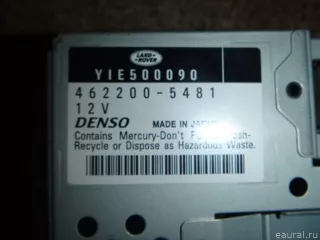 LAND-
ROVER
YIE500090
462200-5481
12V
DENSO MADE IN JAPAN
Contains Mercury-Don't
Recycle or Dispose as Hazardous Waste.
eaural.ru